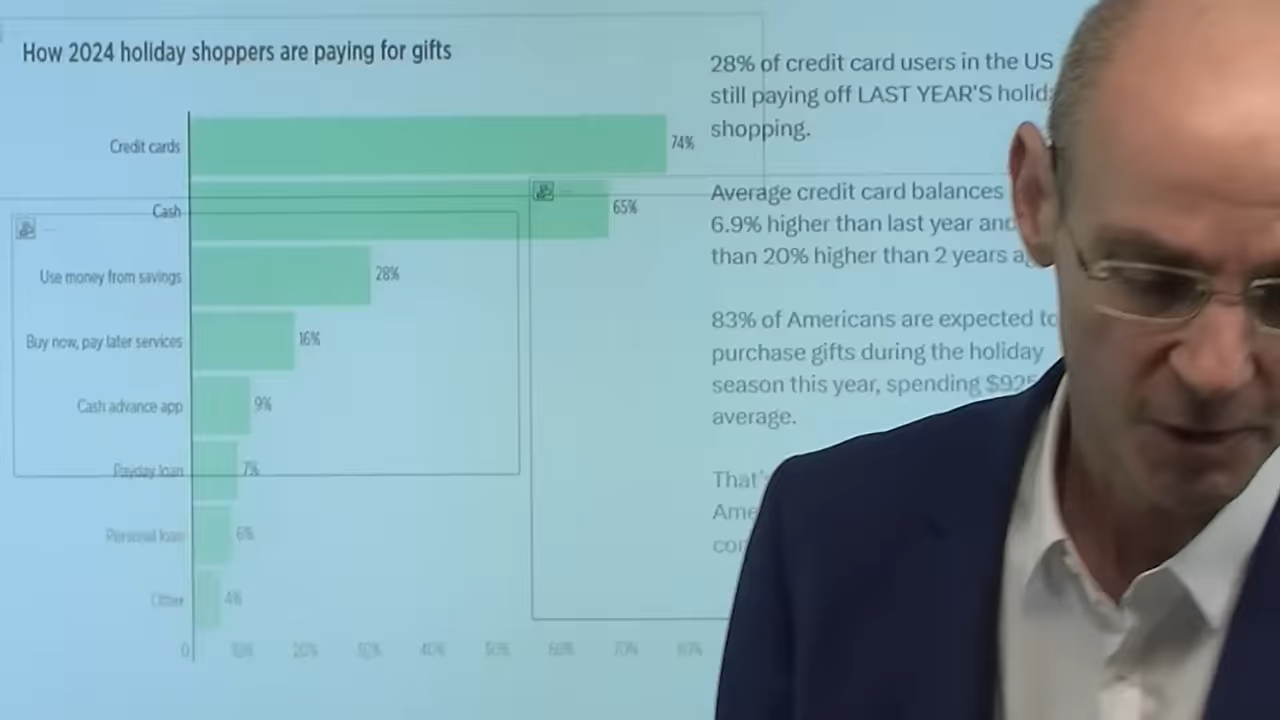 How 2024 holiday shoppers are paying for gifts
Credit cards
74%
Cash
65%
Use money from savings
28%
Buy now, pay later services
16%
Cash advance app
9%
Payday loan
7%
Personal loan
6%
Other
4%
0 10% 20% 30% 40% 50% 60% 70% 80%
28% of credit card users in the US
still paying off LAST YEAR'S
shopping.
Average credit card balances
6.9% higher than last year and
than 20% higher than 2 years
83% of Americans are expected to
purchase gifts during the holiday
season this year, spending
average.
That's